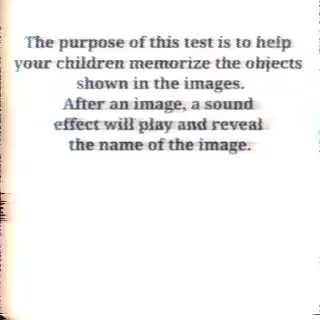 The purpose of this test is to help
your children memorize the objects
shown in the images.
After an image, a sound
effect will play and reveal
the name of the image.